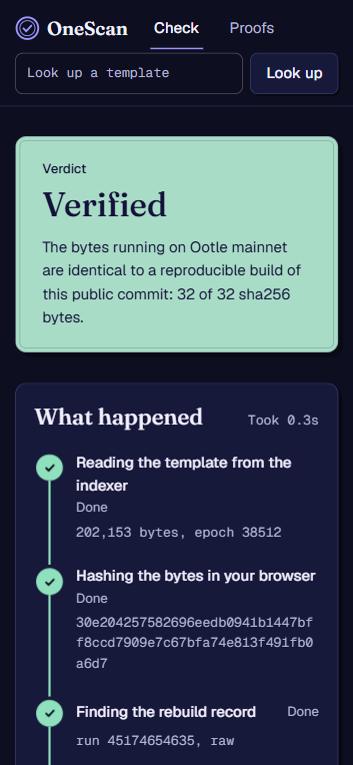 OneScan Check Proofs
Look up a template Look up
Verdict
Verified
The bytes running on Ootle mainnet
are identical to a reproducible build of
this public commit: 32 of 32 sha256
bytes.
What happened Took 0.3s
Reading the template from the
indexer
Done
202,153 bytes, epoch 38512
Hashing the bytes in your browser
Done
30e204257582696eedb0941b1447bf
f8ccd7909e7c67bfa74e813f491fb0
a6d7
Finding the rebuild record Done
run 45174654635, raw